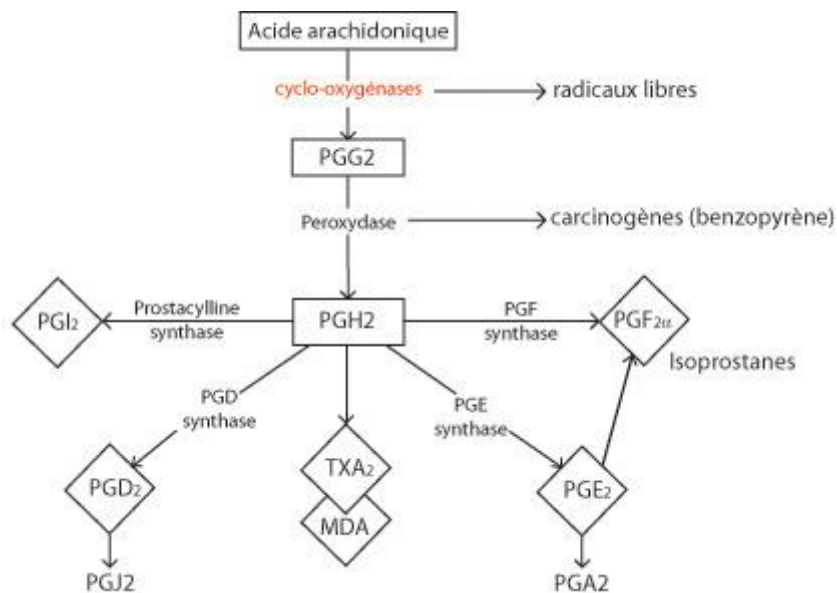 Acide arachidonique
cyclo-oxygénases
radicaux libres
PGG2
Peroxydase
carcinogènes (benzopyrène)
PGI2
Prostacylline
synthase
PGH2
PGF
synthase
PGF2α
Isoprostanes
PGD
synthase
PGE
synthase
PGD2
TXA2
MDA
PGE2
PGJ2
PGA2